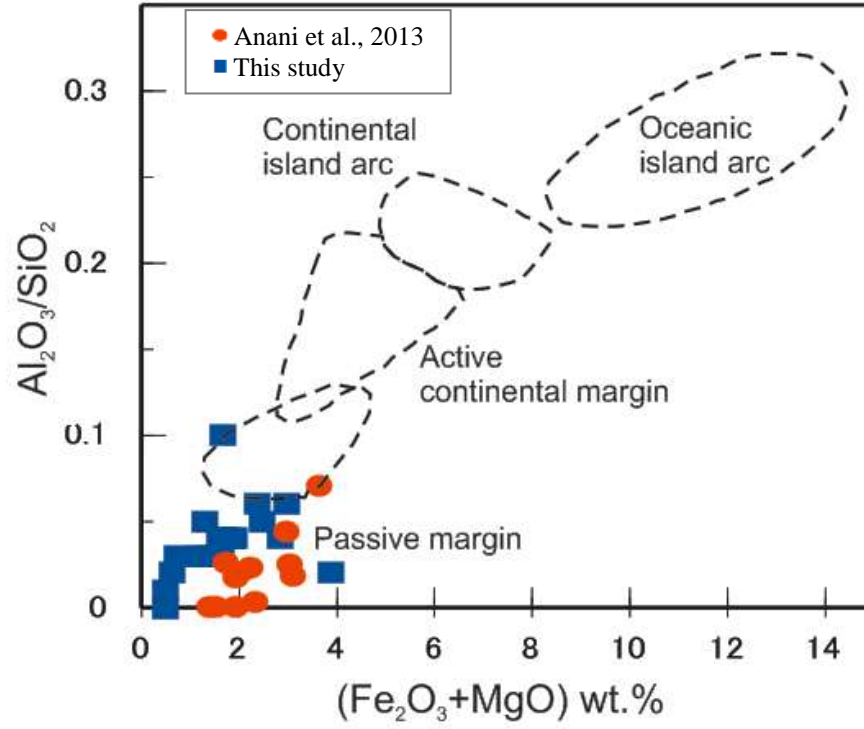 Anani et al., 2013
This study
Continental
island arc
Oceanic
island arc
Active
continental margin
Passive margin
Al₂O₃/SiO₂
0.3
0.2
0.1
0
0 2 4 6 8 10 12 14
(Fe₂O₃+MgO) wt.%